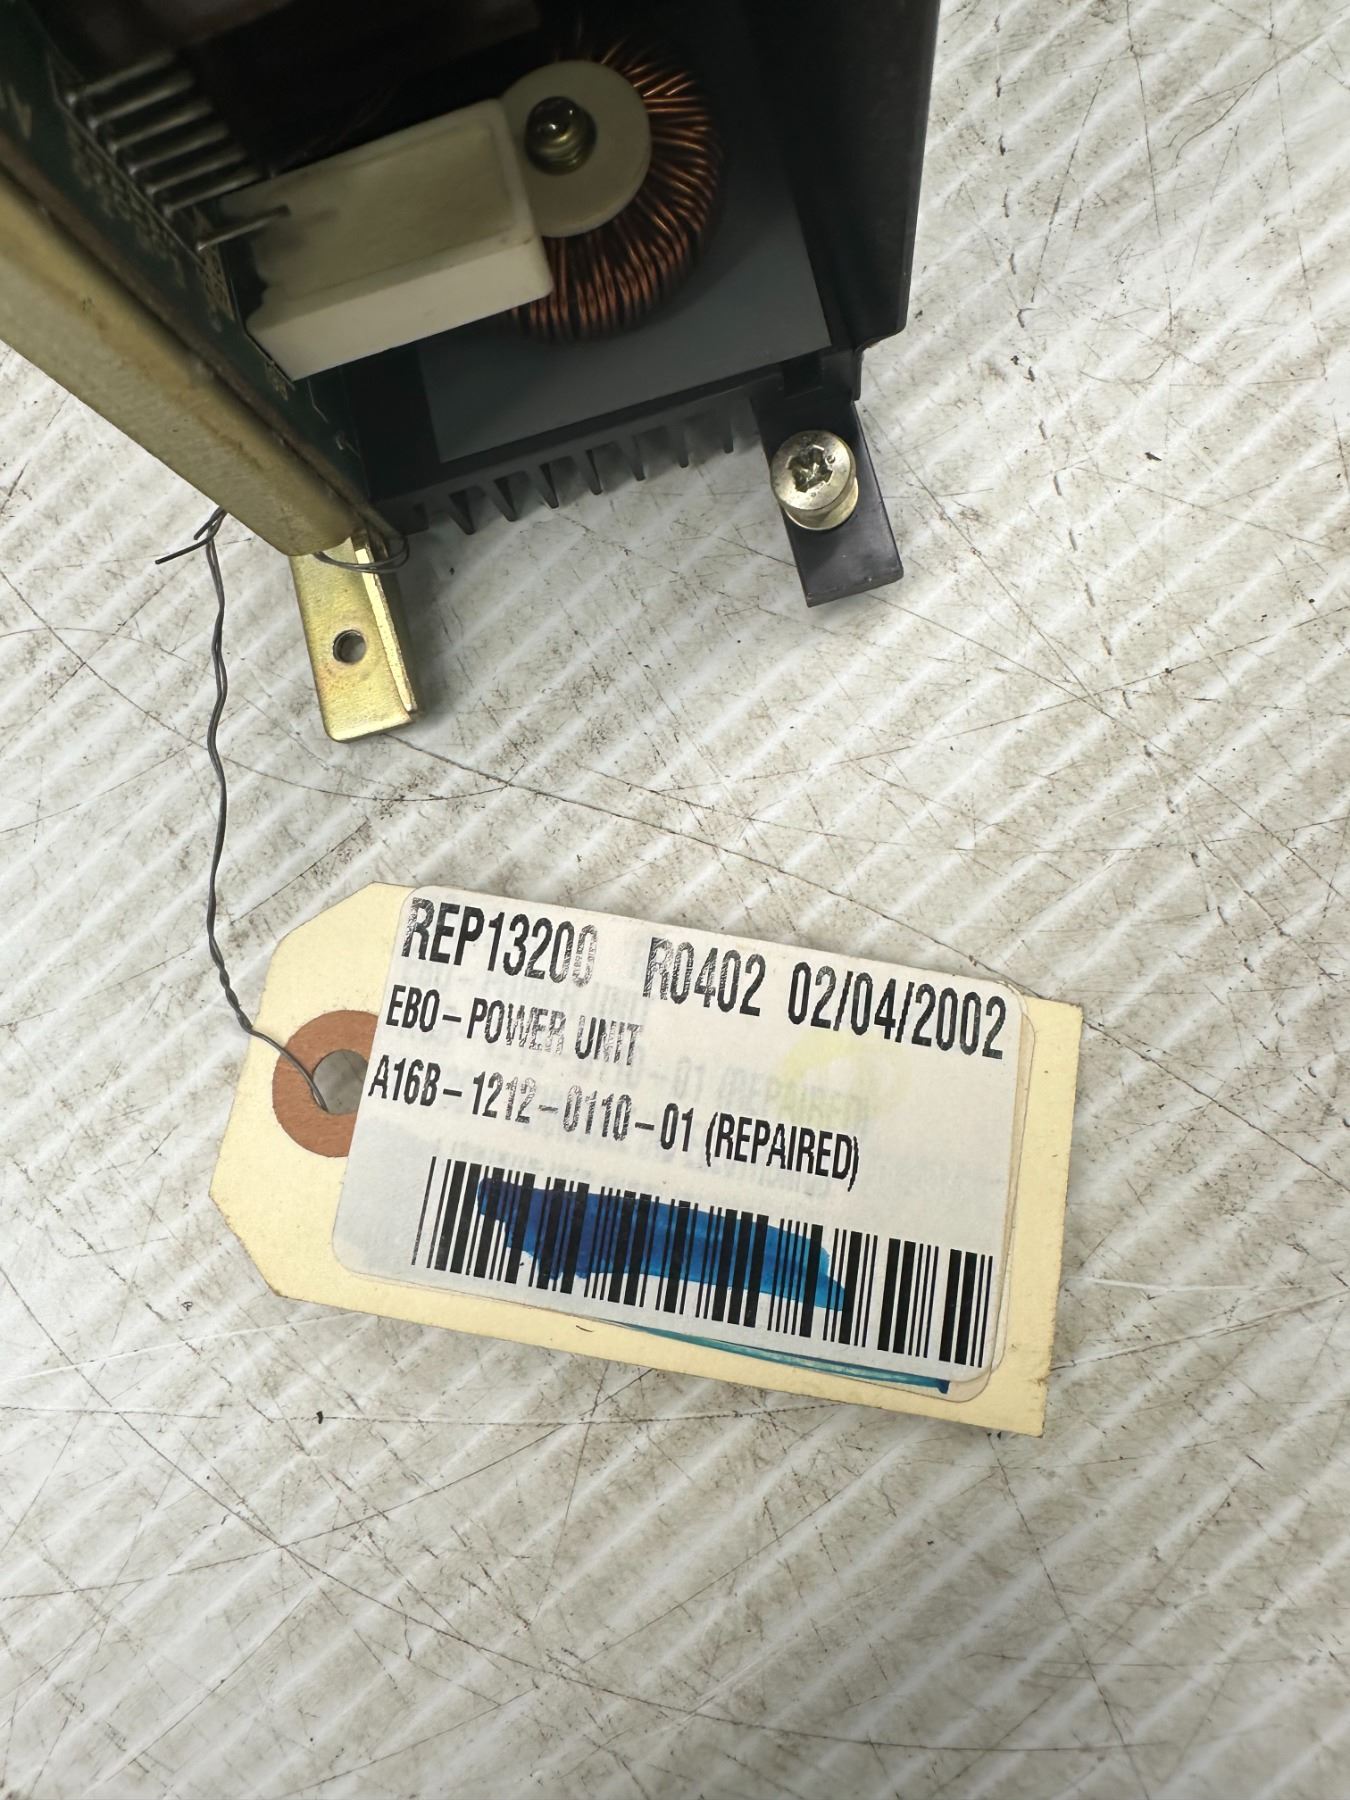 REP13200 R0402 02/04/2002
EBO-POWER UNIT
A16B-1212-0110-01 (REPAIRED)